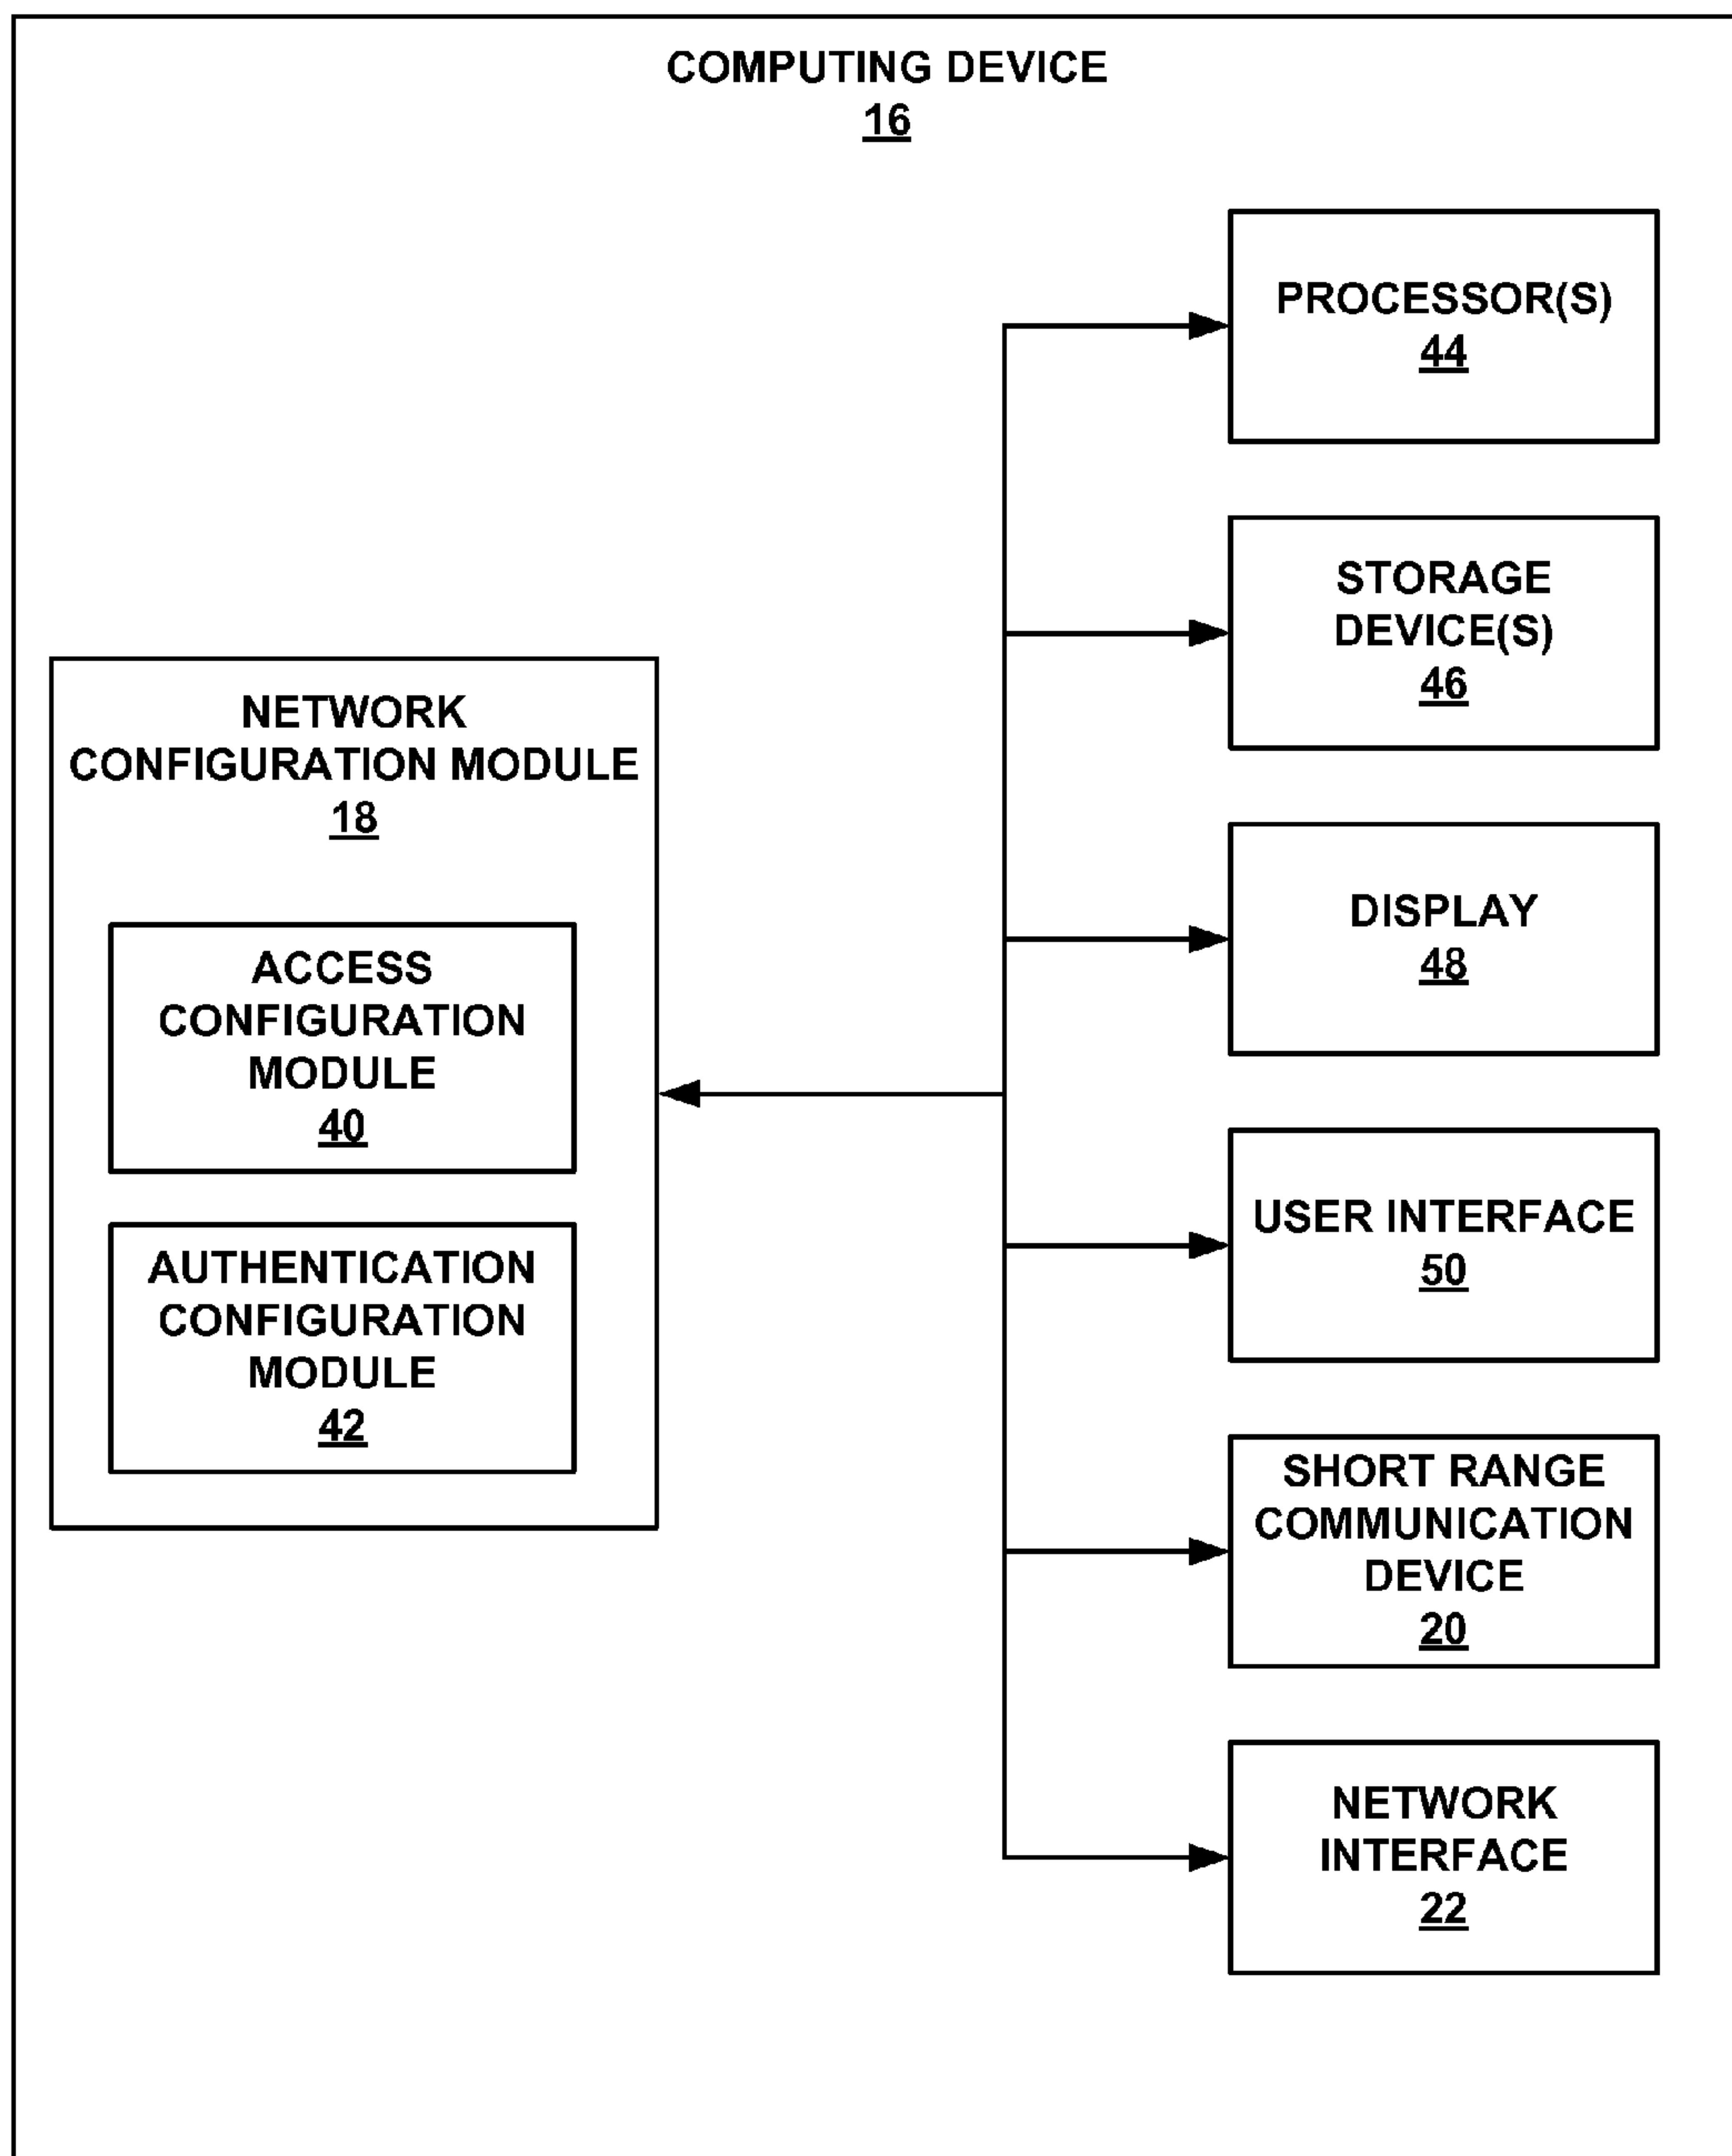 COMPUTING DEVICE
16
PROCESSOR(S)
44
STORAGE
DEVICE(S)
46
NETWORK
CONFIGURATION MODULE
18
DISPLAY
48
ACCESS
CONFIGURATION
MODULE
40
USER INTERFACE
50
AUTHENTICATION
CONFIGURATION
MODULE
42
SHORT RANGE
COMMUNICATION
DEVICE
20
NETWORK
INTERFACE
22